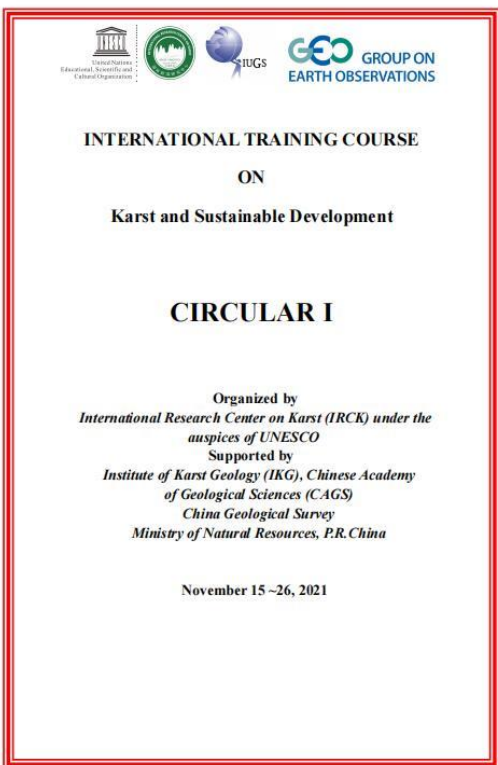 United Nations
Educational, Scientific and
Cultural Organization
IUGS
GEO GROUP ON
EARTH OBSERVATIONS
INTERNATIONAL TRAINING COURSE
ON
Karst and Sustainable Development
CIRCULAR I
Organized by
International Research Center on Karst (IRCK) under the
auspices of UNESCO
Supported by
Institute of Karst Geology (IKG), Chinese Academy
of Geological Sciences (CAGS)
China Geological Survey
Ministry of Natural Resources, P.R.China
November 15 ~26, 2021